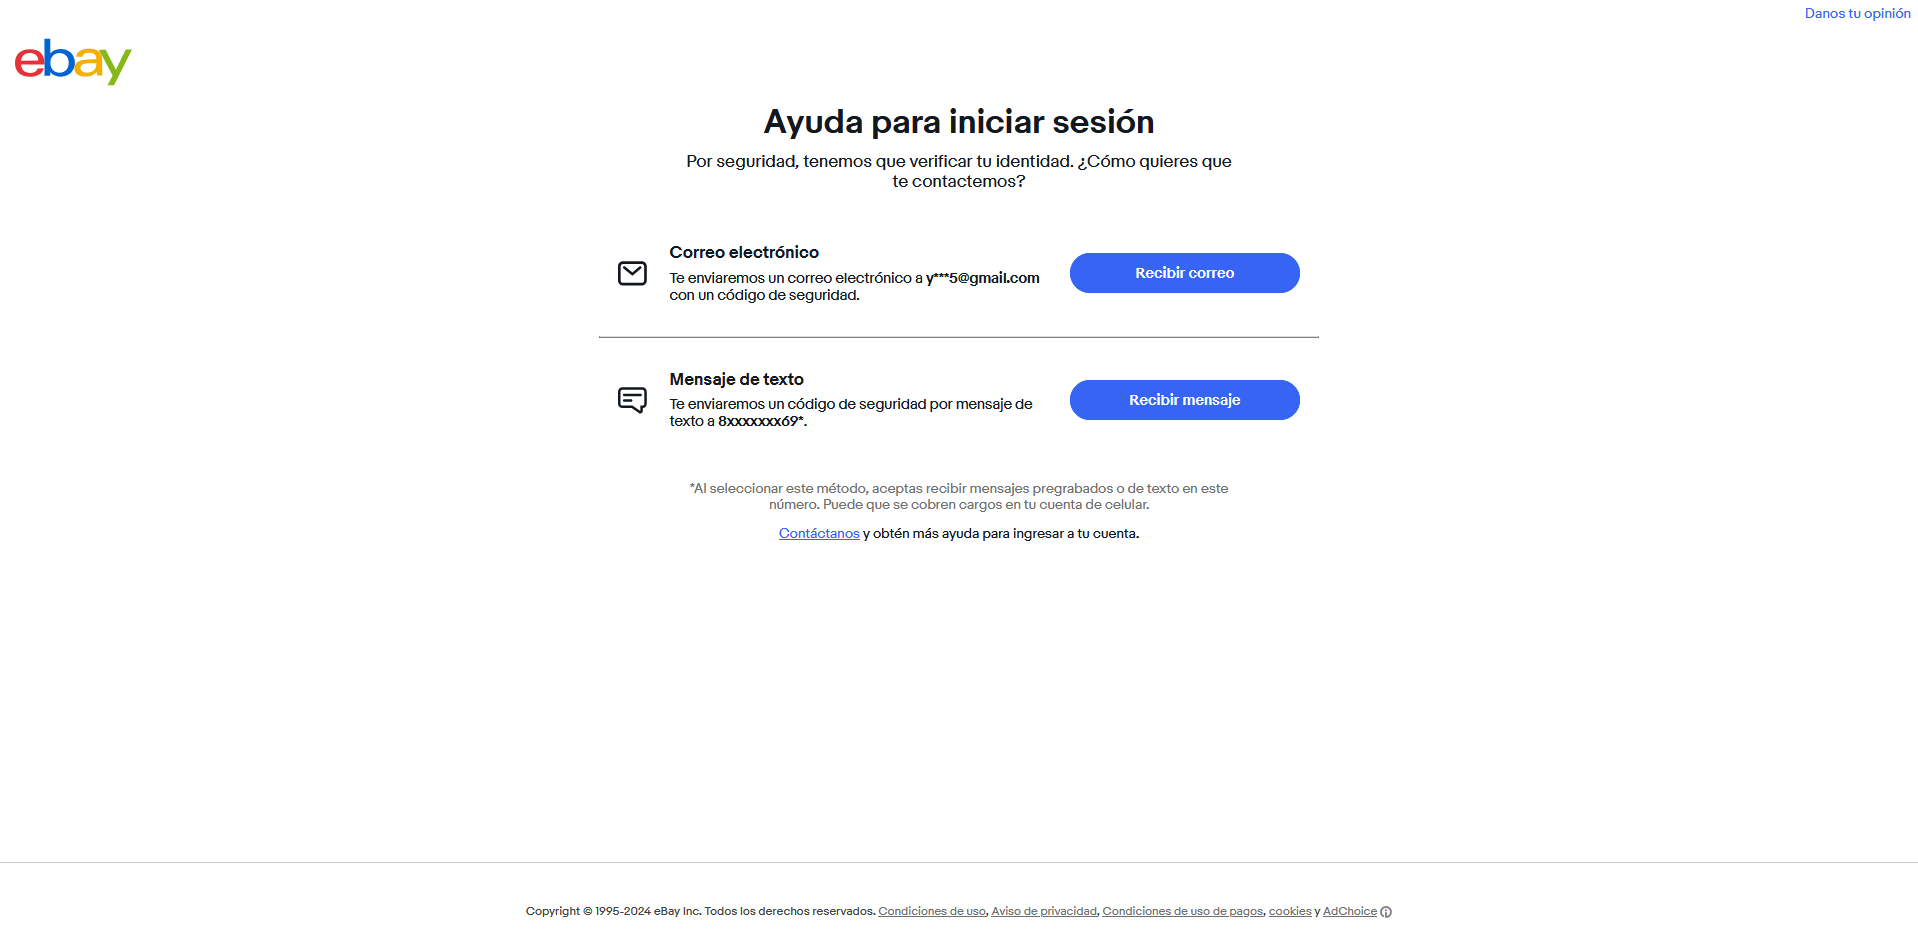 Danos tu opinión
ebay
Ayuda para iniciar sesión
Por seguridad, tenemos que verificar tu identidad. ¿Cómo quieres que
te contactemos?
Correo electrónico
Te enviaremos un correo electrónico a y***5@gmail.com
con un código de seguridad.
Recibir correo
Mensaje de texto
Te enviaremos un código de seguridad por mensaje de
texto a 8xxxxxxx69*.
Recibir mensaje
*Al seleccionar este método, aceptas recibir mensajes pregrabados o de texto en este
número. Puede que se cobren cargos en tu cuenta de celular.
Contáctanos y obtén más ayuda para ingresar a tu cuenta.
Copyright © 1995-2024 eBay Inc. Todos los derechos reservados. Condiciones de uso, Aviso de privacidad, Condiciones de uso de pagos, cookies y AdChoice